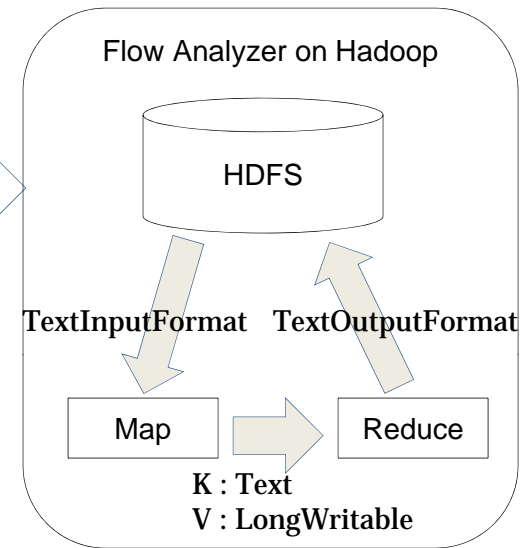 Flow Analyzer on Hadoop
HDFS
TextInputFormat TextOutputFormat
Map
Reduce
K : Text
V : LongWritable